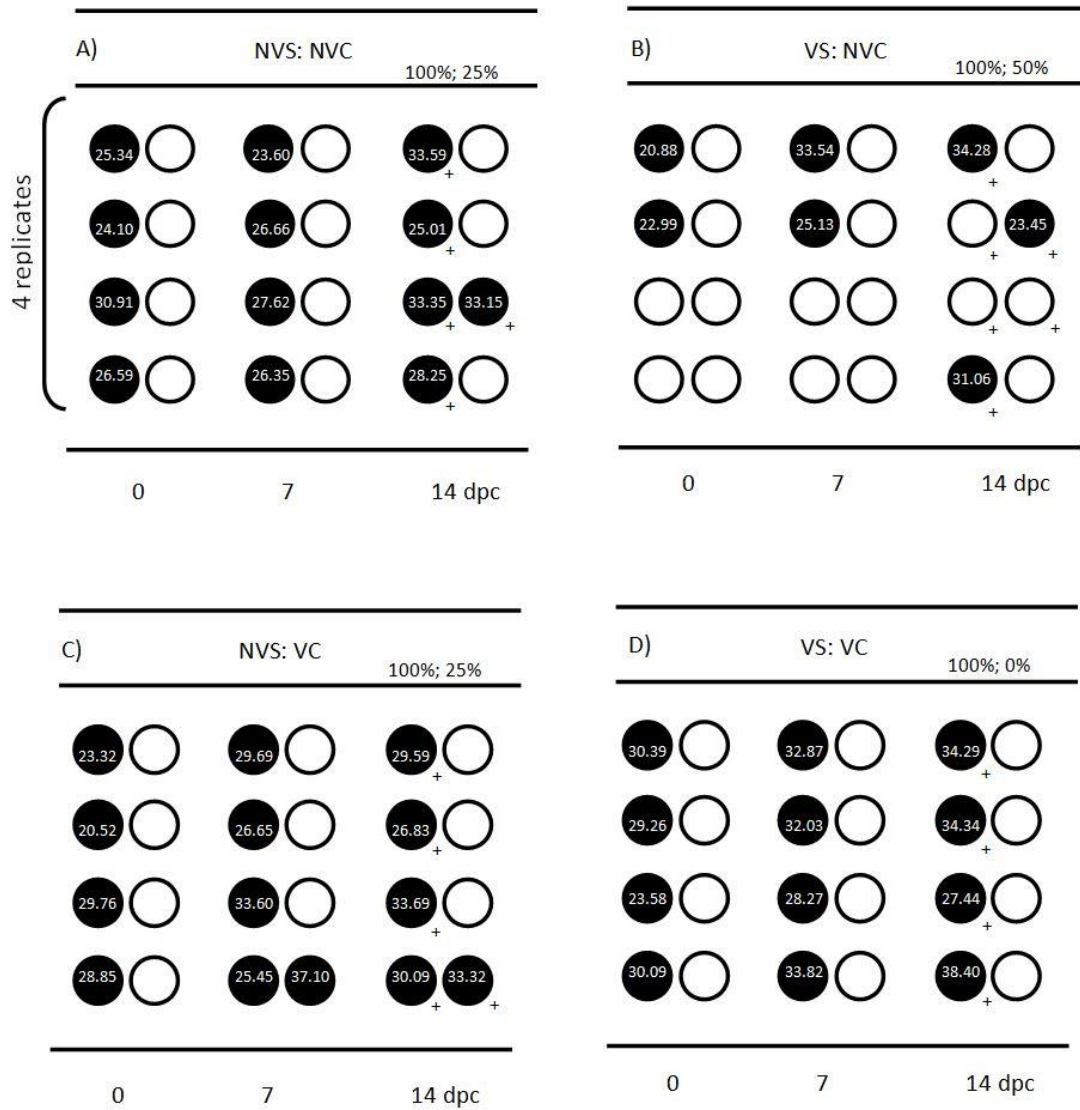 A) NVS: NVC 100%; 25%
4 replicates
25.34 23.60 33.59 +
24.10 26.66 25.01 +
30.91 27.62 33.35 + 33.15 +
26.59 26.35 28.25 +
0 7 14 dpc
B) VS: NVC 100%; 50%
20.88 33.54 34.28 +
22.99 25.13 + 23.45 +
+ +
31.06 +
0 7 14 dpc
C) NVS: VC 100%; 25%
23.32 29.69 29.59 +
20.52 26.65 26.83 +
29.76 33.60 33.69 +
28.85 25.45 37.10 30.09 + 33.32 +
0 7 14 dpc
D) VS: VC 100%; 0%
30.39 32.87 34.29 +
29.26 32.03 34.34 +
23.58 28.27 27.44 +
30.09 33.82 38.40 +
0 7 14 dpc